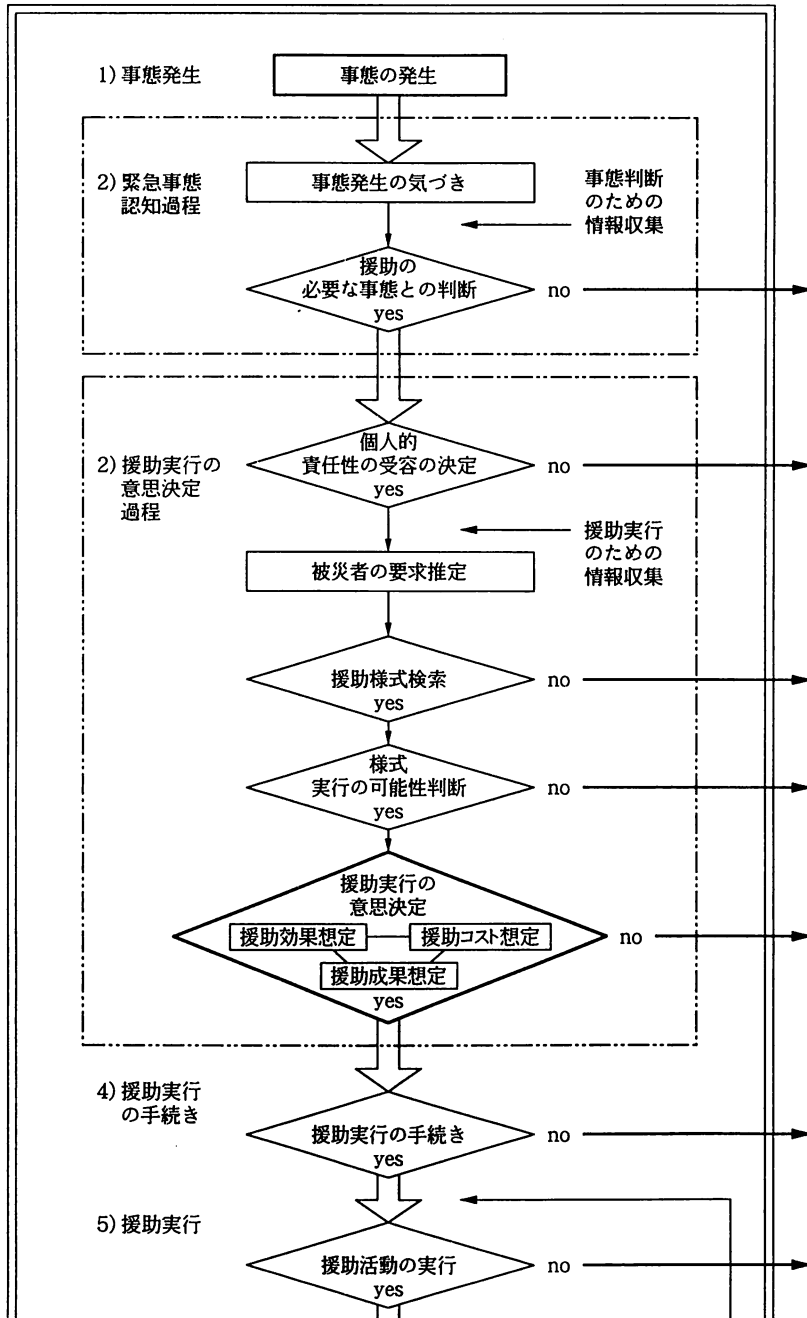 1) 事態発生
事態の発生
2) 緊急事態
認知過程
事態発生の気づき
事態判断
のための
情報収集
援助の
必要な事態との判断
yes
no
2) 援助実行の
意思決定
過程
個人的
責任性の受容の決定
yes
no
援助実行
のための
情報収集
被災者の要求推定
援助様式検索
yes
no
様式
実行の可能性判断
yes
no
援助実行の
意思決定
援助効果想定
援助コスト想定
援助成果想定
yes
no
4) 援助実行
の手続き
援助実行の手続き
yes
no
5) 援助実行
援助活動の実行
yes
no